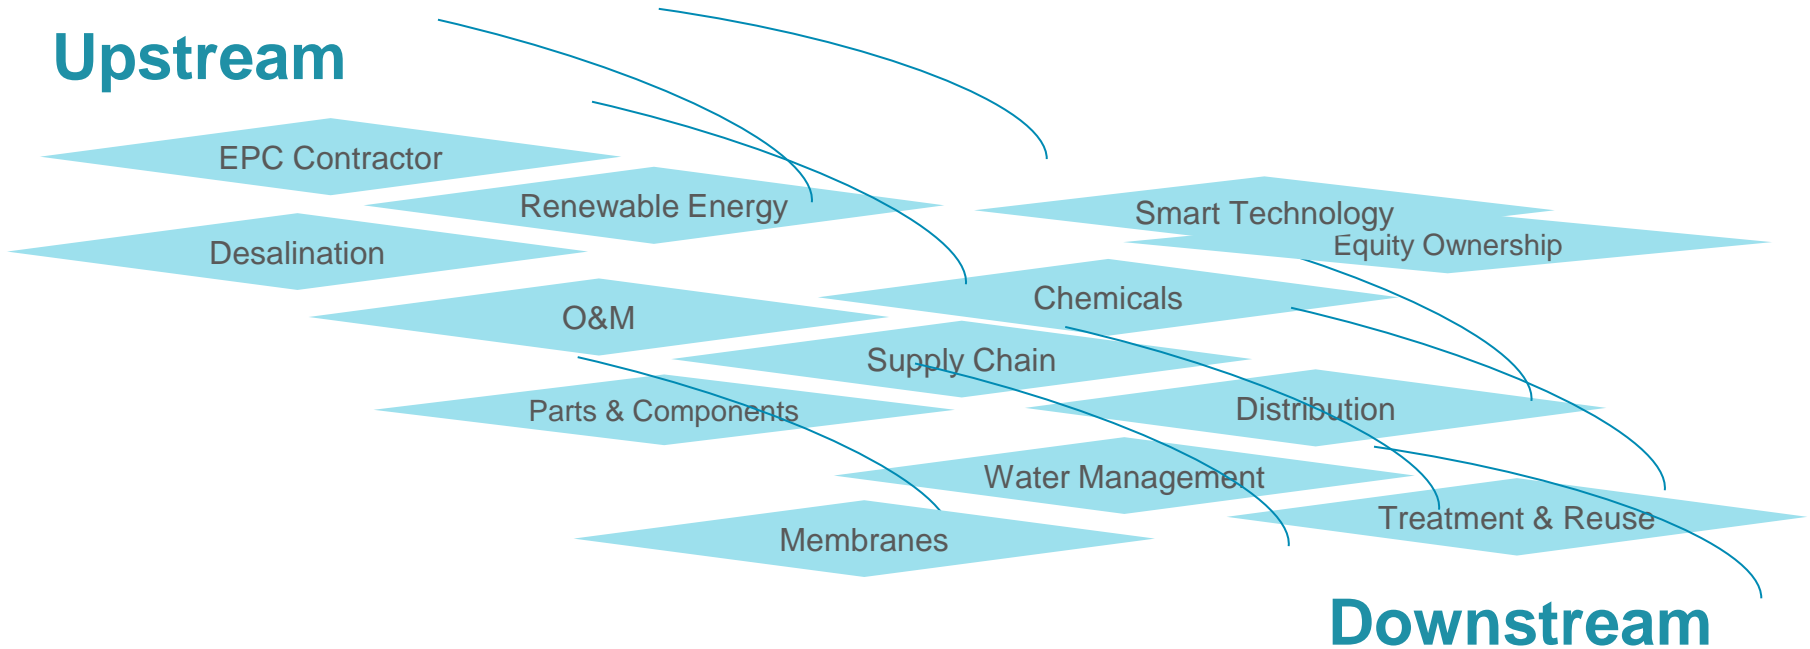 Upstream
EPC Contractor
Renewable Energy
Smart Technology
Equity Ownership
Desalination
Chemicals
O&M
Supply Chain
Parts & Components
Distribution
Water Management
Treatment & Reuse
Membranes
Downstream